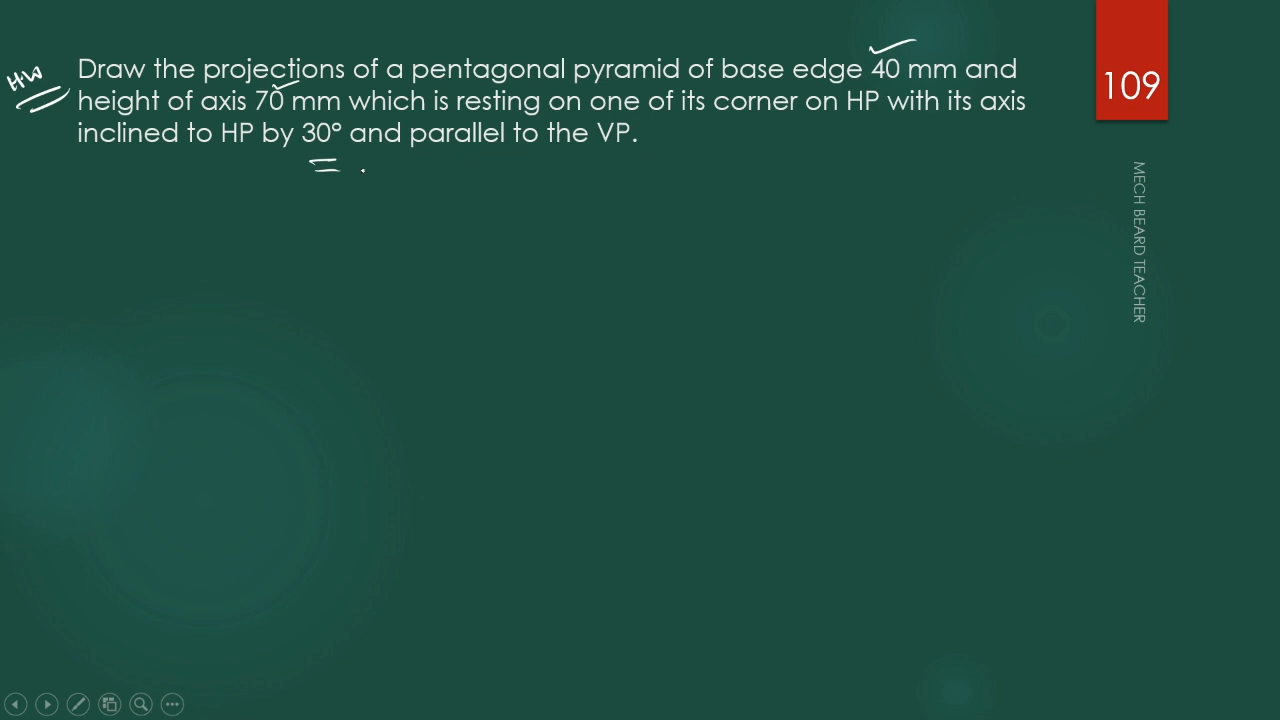 HW
Draw the projections of a pentagonal pyramid of base edge 40 mm and
height of axis 70 mm which is resting on one of its corner on HP with its axis
inclined to HP by 30° and parallel to the VP.
109
MECH BEARD TEACHER